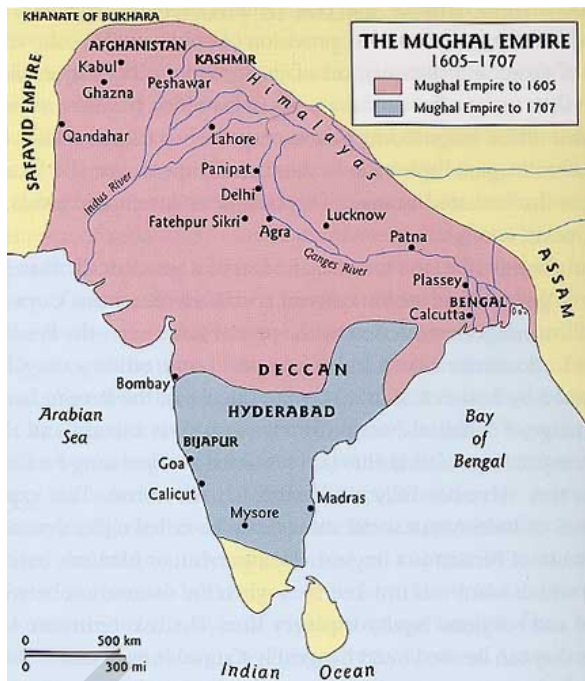 KHANATE OF BUKHARA
THE MUGHAL EMPIRE
1605–1707
Mughal Empire to 1605
Mughal Empire to 1707
AFGHANISTAN
KASHMIR
Kabul
Peshawar
Ghazna
Himalayas
SAFAVID EMPIRE
Qandahar
Lahore
Indus River
Panipat
Delhi
Fatehpur Sikri
Agra
Lucknow
Ganges River
Patna
ASSAM
Plassey
BENGAL
Calcutta
DECCAN
Bombay
HYDERABAD
Arabian
Sea
Bay
of
Bengal
BIJAPUR
Goa
Calicut
Madras
Mysore
0 500 km
0 300 mi
Indian Ocean